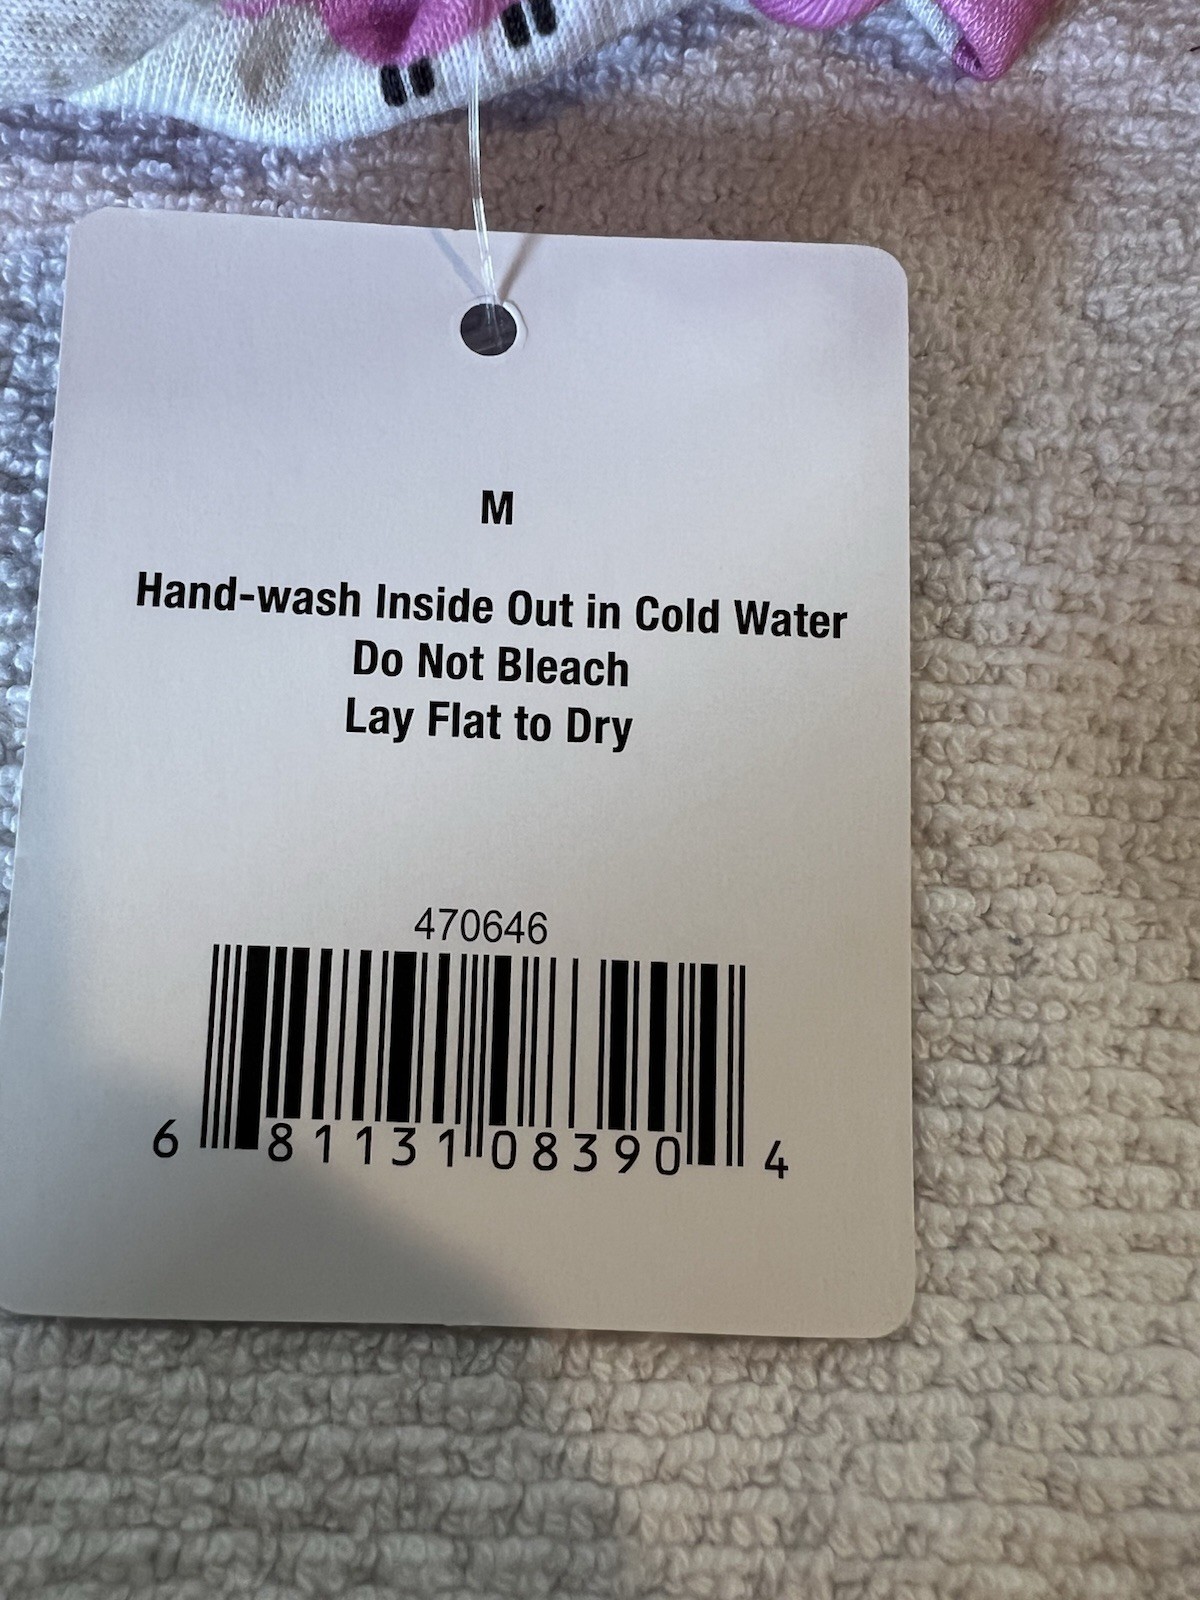 M
Hand-wash Inside Out in Cold Water
Do Not Bleach
Lay Flat to Dry
470646
6 81131 08390 4